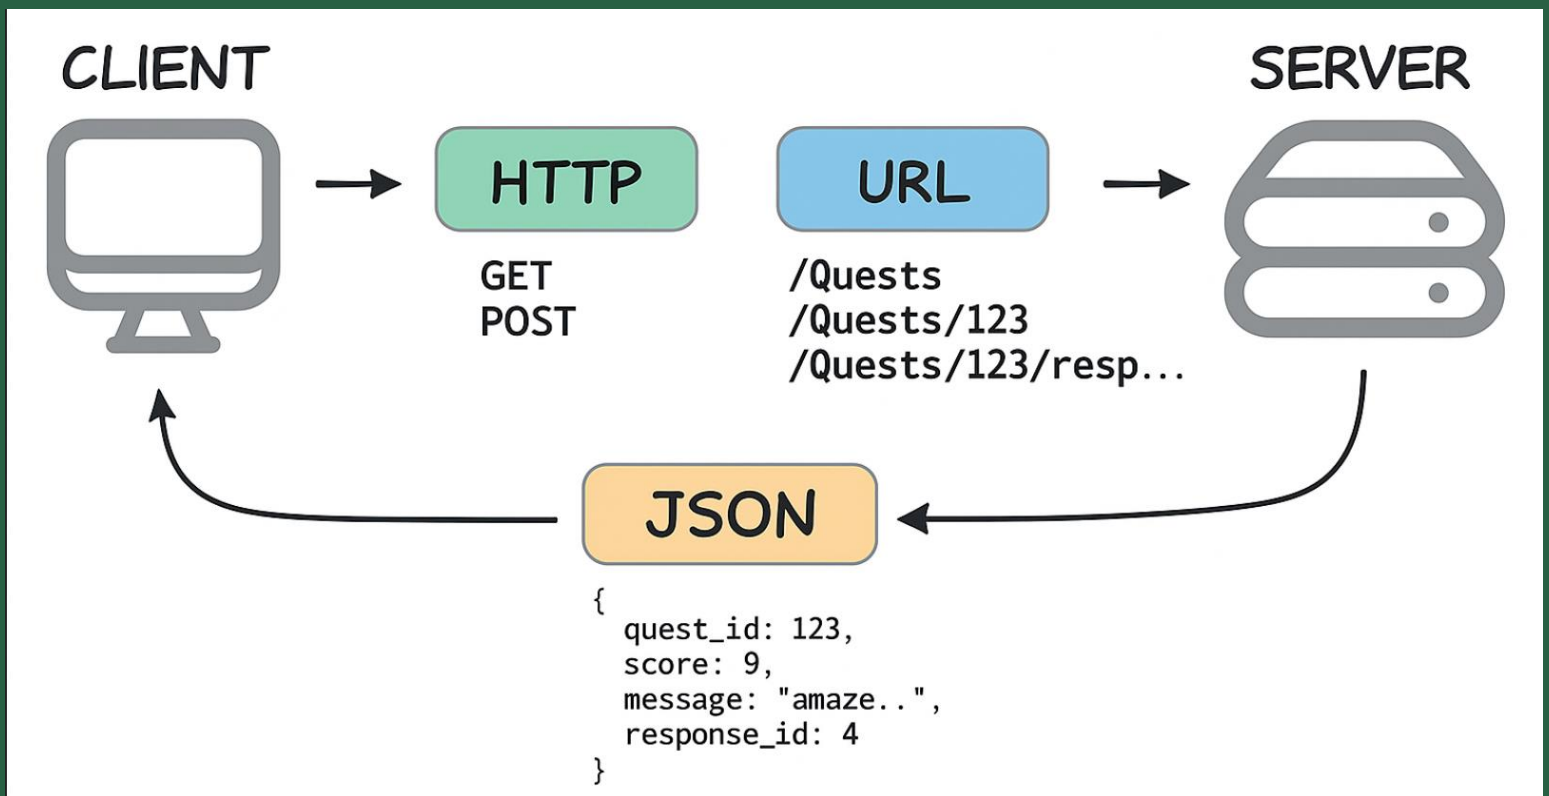 CLIENT
SERVER
HTTP
URL
GET
POST
/Quests
/Quests/123
/Quests/123/resp...
JSON
{
quest_id: 123,
score: 9,
message: "amaze..",
response_id: 4
}